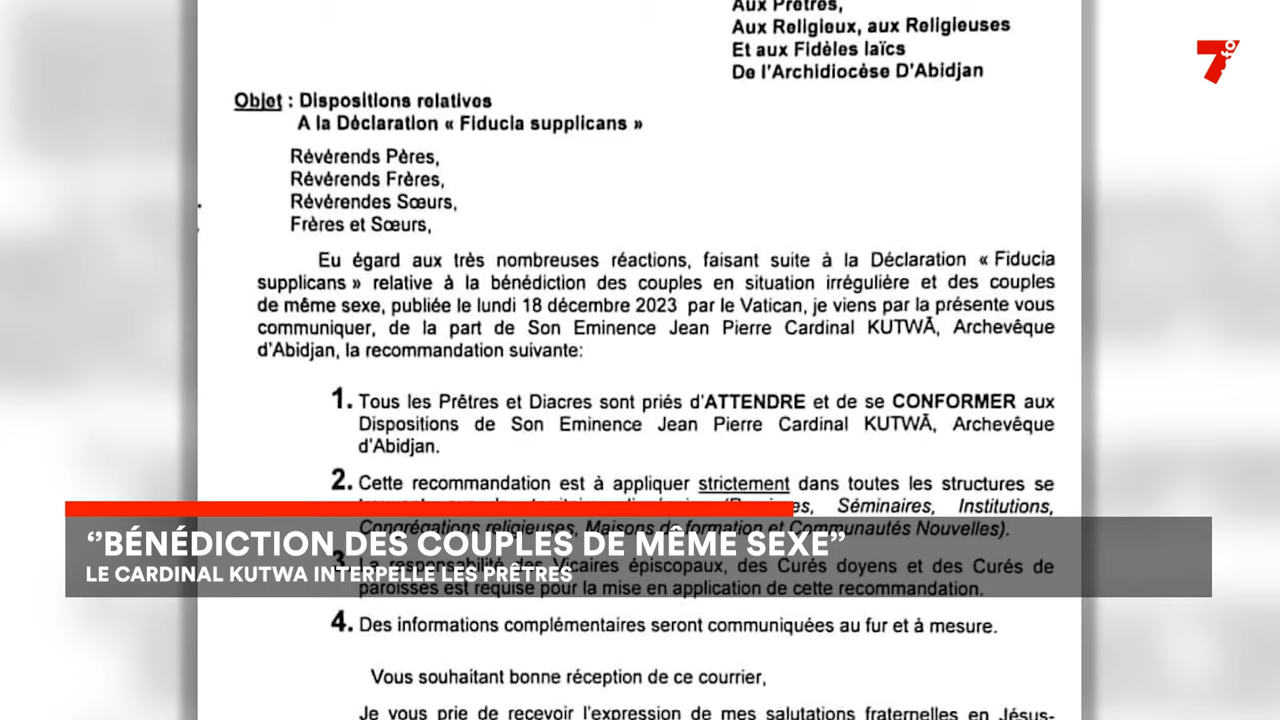 Aux Prêtres,
Aux Religieux, aux Religieuses
Et aux Fidèles laïcs
De l'Archidiocèse D'Abidjan
7 info
Objet : Dispositions relatives
A la Déclaration « Fiducia supplicans »
Révérends Pères,
Révérends Frères,
Révérendes Sœurs,
Frères et Sœurs,
Eu égard aux très nombreuses réactions, faisant suite à la Déclaration « Fiducia
supplicans » relative à la bénédiction des couples en situation irrégulière et des couples
de même sexe, publiée le lundi 18 décembre 2023 par le Vatican, je viens par la présente vous
communiquer, de la part de Son Eminence Jean Pierre Cardinal KUTWÃ, Archevêque
d'Abidjan, la recommandation suivante:
1. Tous les Prêtres et Diacres sont priés d'ATTENDRE et de se CONFORMER aux
Dispositions de Son Eminence Jean Pierre Cardinal KUTWÃ, Archevêque
d'Abidjan.
2. Cette recommandation est à appliquer strictement dans toutes les structures se
Séminaires, Institutions,
Congrégations religieuses, Maisons de formation et Communautés Nouvelles).
‘’BÉNÉDICTION DES COUPLES DE MÊME SEXE’’
3. La responsabilité des Vicaires épiscopaux, des Curés doyens et des Curés de
LE CARDINAL KUTWA INTERPELLE LES PRÊTRES
paroisses est requise pour la mise en application de cette recommandation.
4. Des informations complémentaires seront communiquées au fur et à mesure.
Vous souhaitant bonne réception de ce courrier,
Je vous prie de recevoir l'expression de mes salutations fraternelles en Jésus-